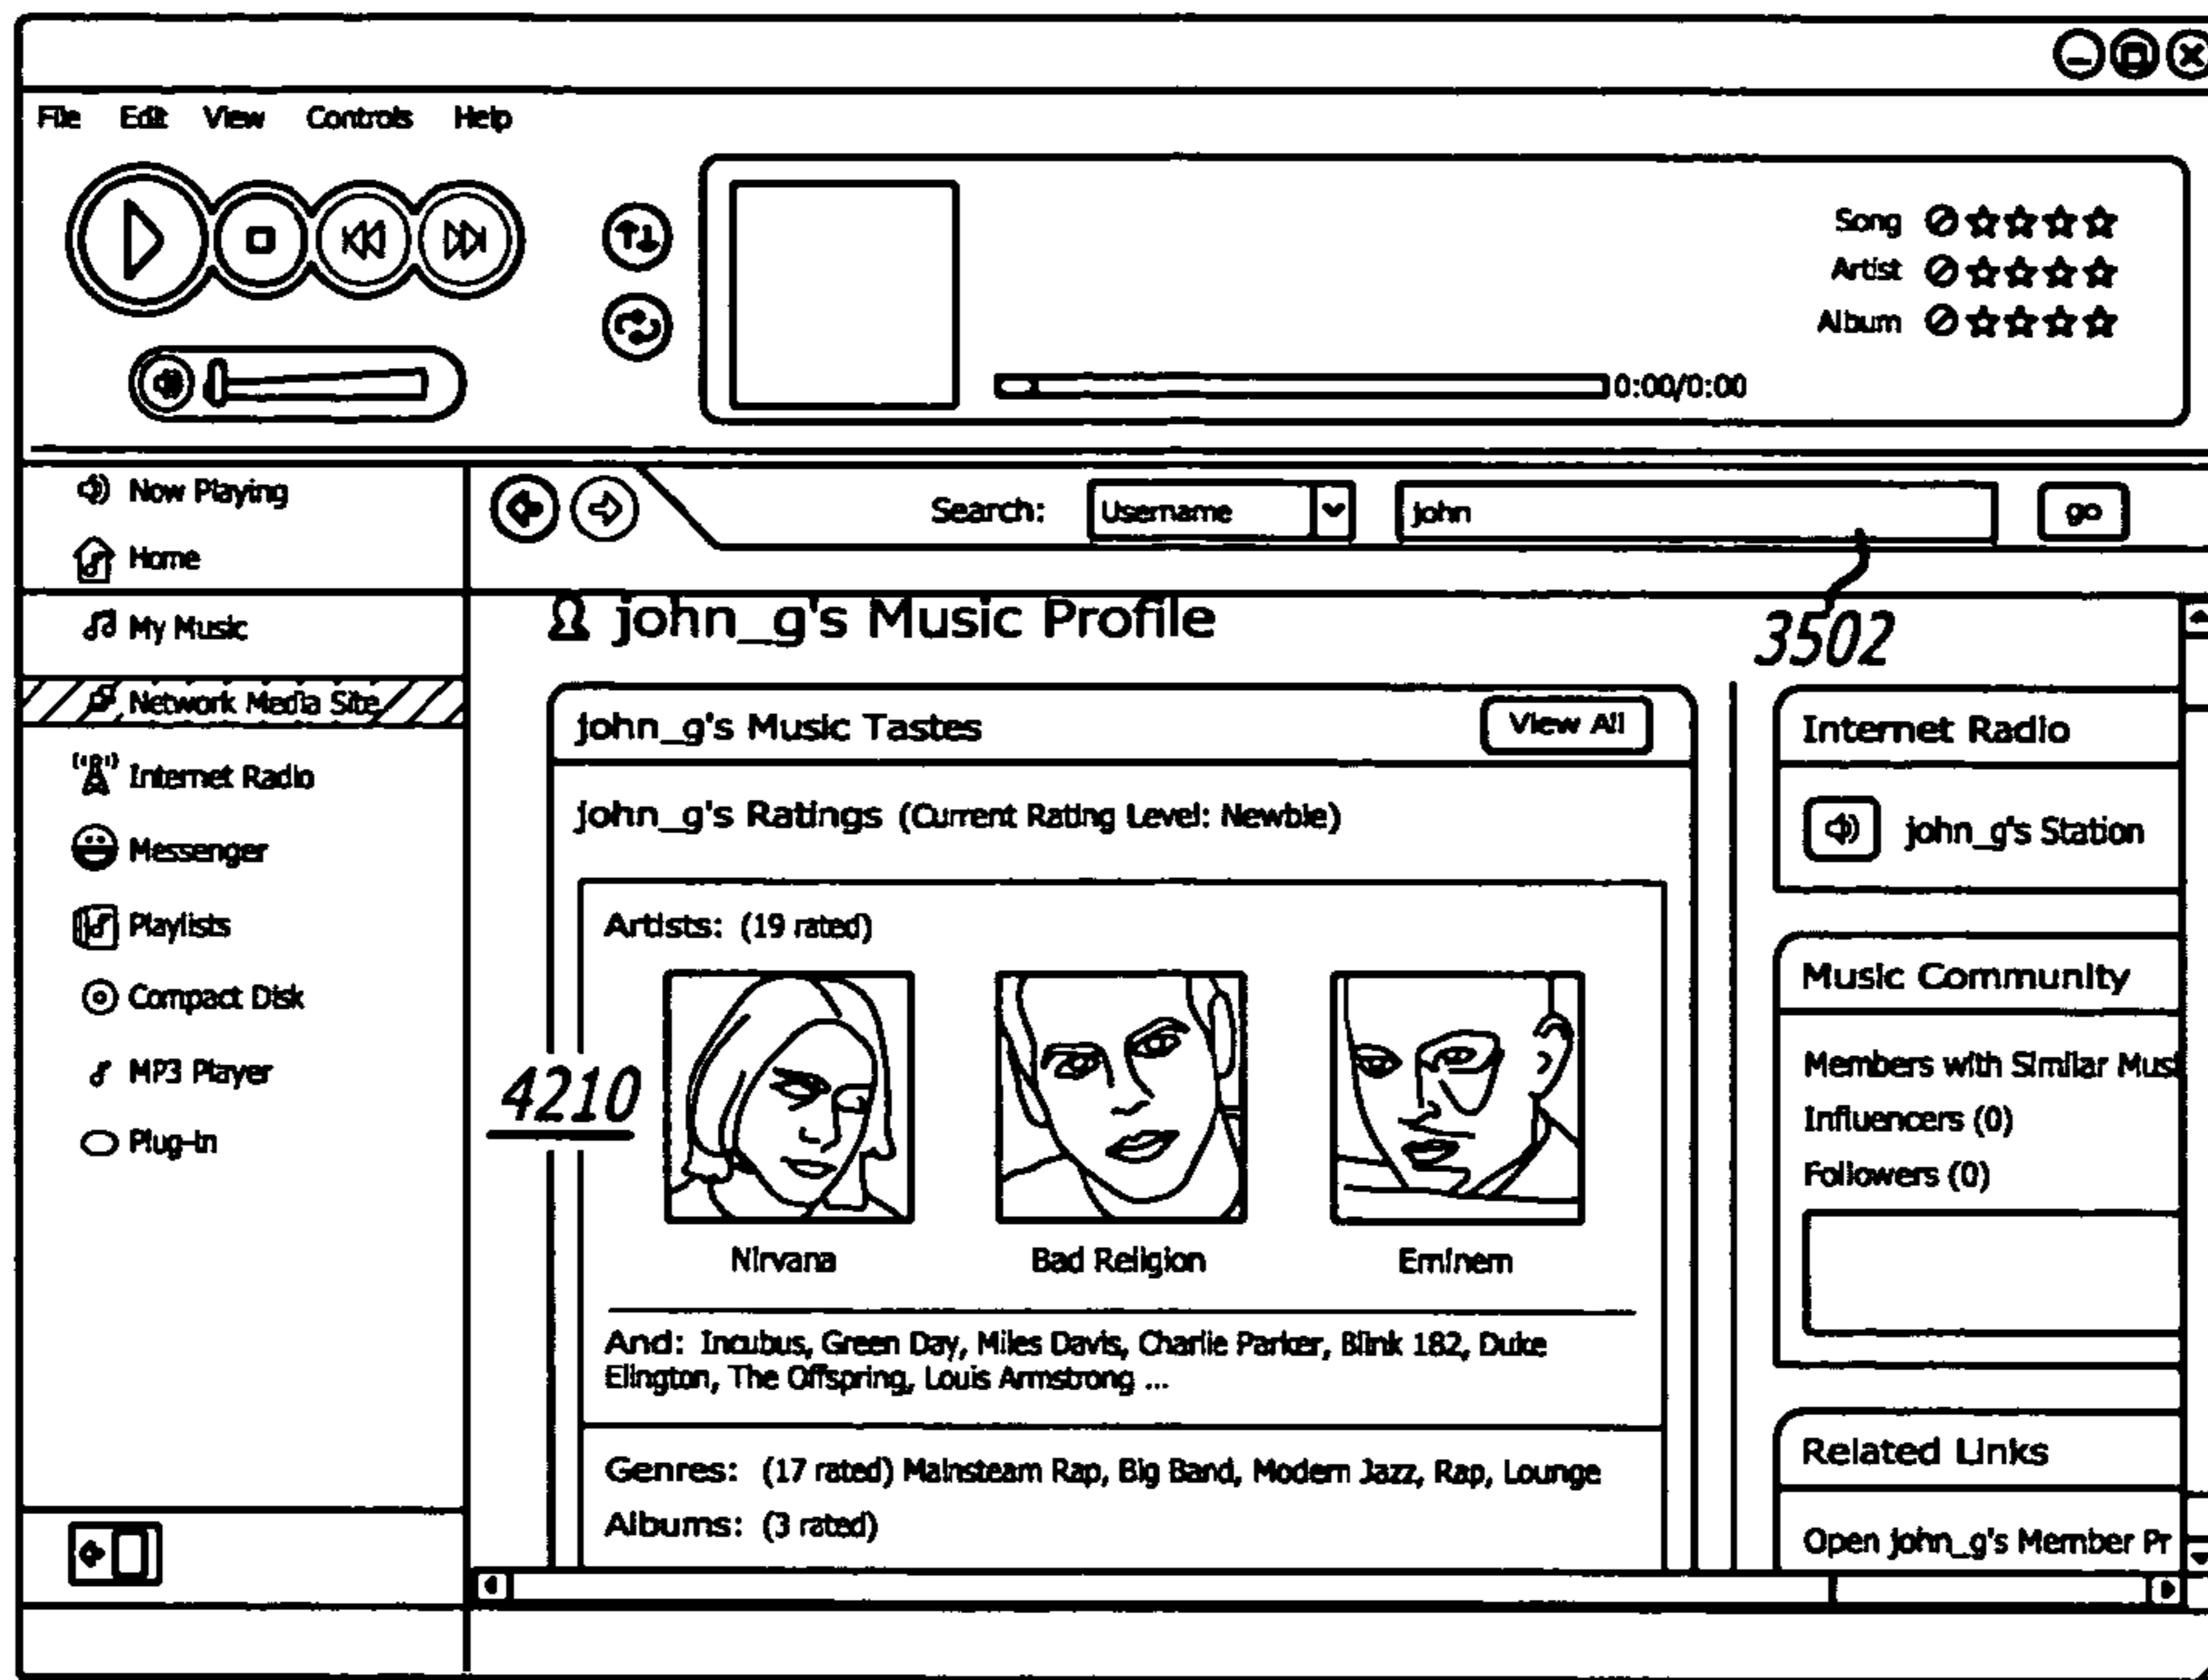 File Edit View Controls Help
Song
Artist
Album
0:00/0:00
Now Playing
Home
My Music
Network Media Site
Internet Radio
Messenger
Playlists
Compact Disk
MP3 Player
Plug-in
Search: Username john go
3502
john_g's Music Profile
john_g's Music Tastes View All
john_g's Ratings (Current Rating Level: Newbie)
Artists: (19 rated)
4210
Nirvana Bad Religion Eminem
And: Incubus, Green Day, Miles Davis, Charlie Parker, Blink 182, Duke
Elington, The Offspring, Louis Armstrong ...
Genres: (17 rated) Mainsteam Rap, Big Band, Modern Jazz, Rap, Lounge
Albums: (3 rated)
Internet Radio
john_g's Station
Music Community
Members with Similar Musi
Influencers (0)
Followers (0)
Related Links
Open john_g's Member Pr